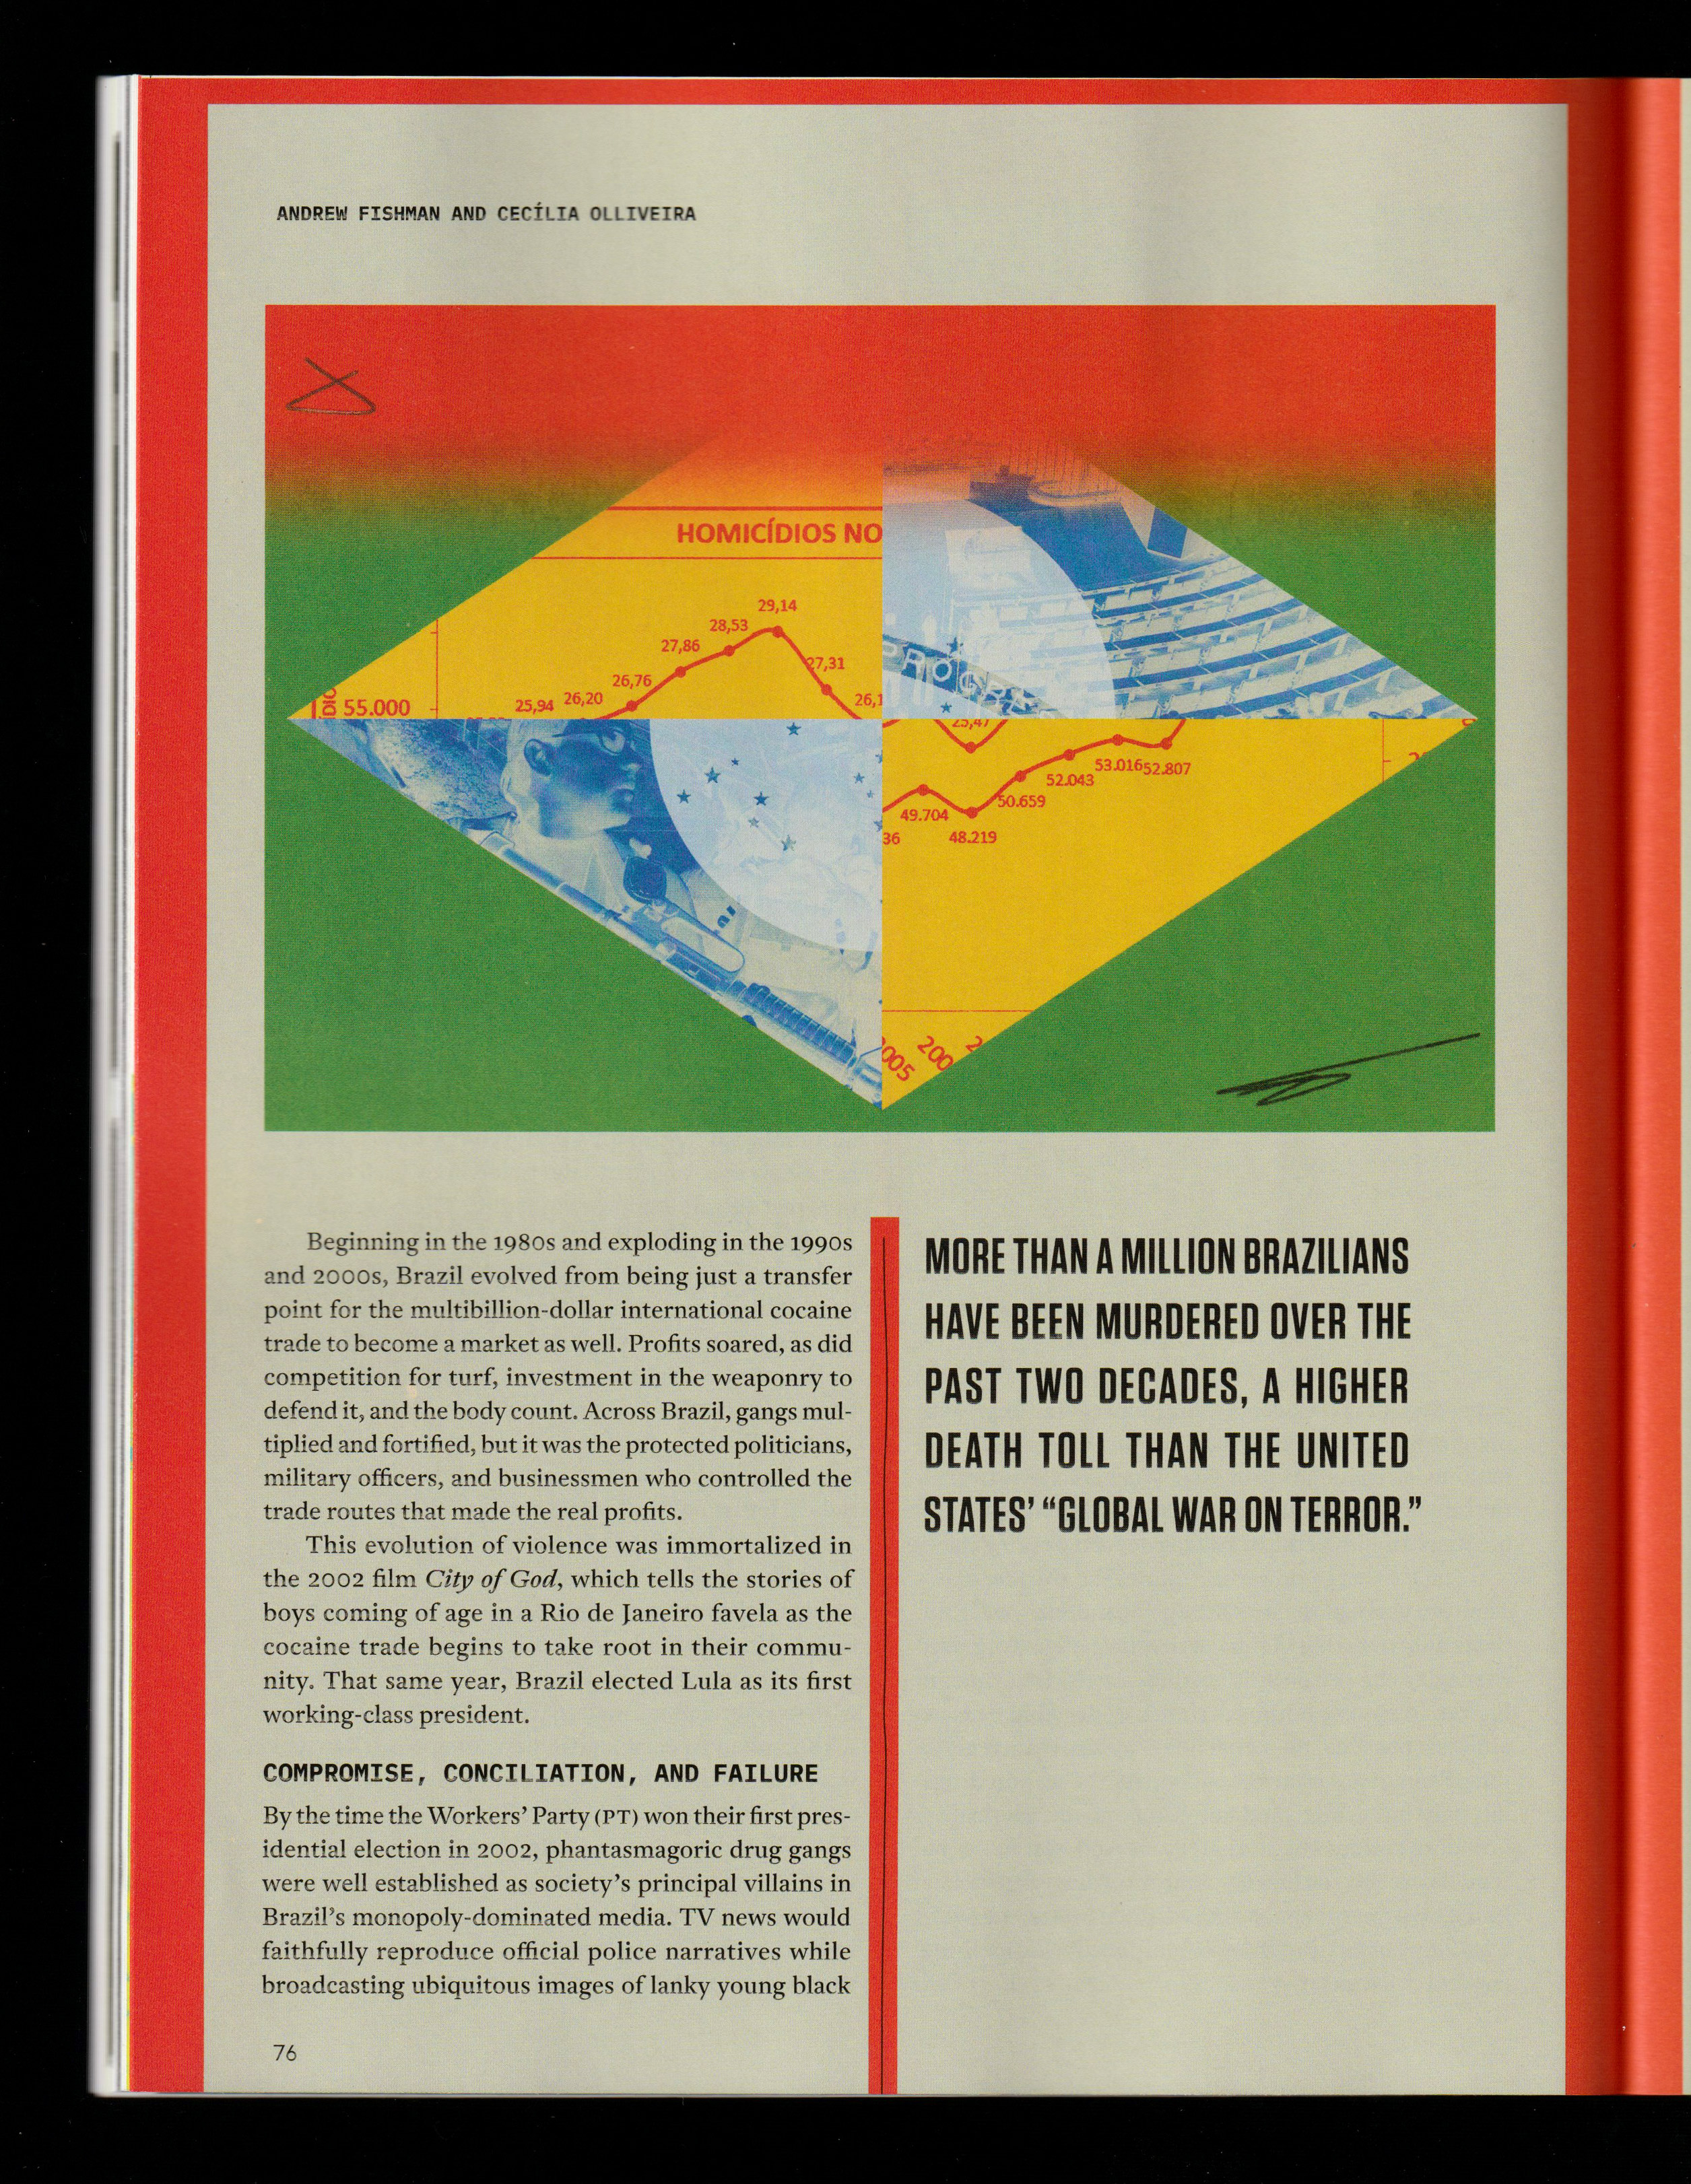 ANDREW FISHMAN AND CECÍLIA OLLIVEIRA
HOMICÍDIOS NO
29,14
28,53
27,86
27,31
26,76
26,20
25,94
26,1
55.000
PROGRE
25,47
53.016
52.807
52.043
50.659
49.704
48.219
36
005
200
2
Beginning in the 1980s and exploding in the 1990s
and 2000s, Brazil evolved from being just a transfer
point for the multibillion-dollar international cocaine
trade to become a market as well. Profits soared, as did
competition for turf, investment in the weaponry to
defend it, and the body count. Across Brazil, gangs mul-
tiplied and fortified, but it was the protected politicians,
military officers, and businessmen who controlled the
trade routes that made the real profits.
This evolution of violence was immortalized in
the 2002 film City of God, which tells the stories of
boys coming of age in a Rio de Janeiro favela as the
cocaine trade begins to take root in their commu-
nity. That same year, Brazil elected Lula as its first
working-class president.
COMPROMISE, CONCILIATION, AND FAILURE
By the time the Workers’ Party (PT) won their first pres-
idential election in 2002, phantasmagoric drug gangs
were well established as society’s principal villains in
Brazil’s monopoly-dominated media. TV news would
faithfully reproduce official police narratives while
broadcasting ubiquitous images of lanky young black
MORE THAN A MILLION BRAZILIANS
HAVE BEEN MURDERED OVER THE
PAST TWO DECADES, A HIGHER
DEATH TOLL THAN THE UNITED
STATES’ “GLOBAL WAR ON TERROR.”
76